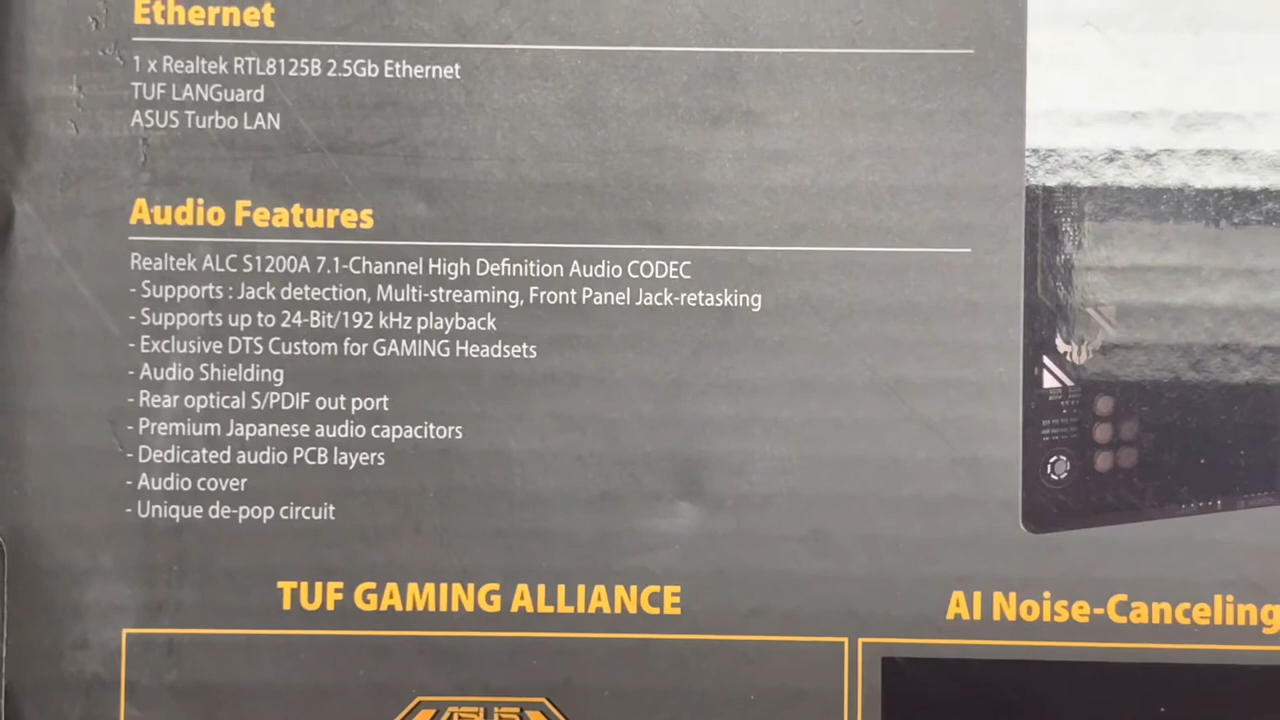 Ethernet
1 x Realtek RTL8125B 2.5Gb Ethernet
TUF LANGuard
ASUS Turbo LAN
Audio Features
Realtek ALC S1200A 7.1-Channel High Definition Audio CODEC
- Supports : Jack detection, Multi-streaming, Front Panel Jack-retasking
- Supports up to 24-Bit/192 kHz playback
- Exclusive DTS Custom for GAMING Headsets
- Audio Shielding
- Rear optical S/PDIF out port
- Premium Japanese audio capacitors
- Dedicated audio PCB layers
- Audio cover
- Unique de-pop circuit
TUF GAMING ALLIANCE
AI Noise-Canceling
ASUS